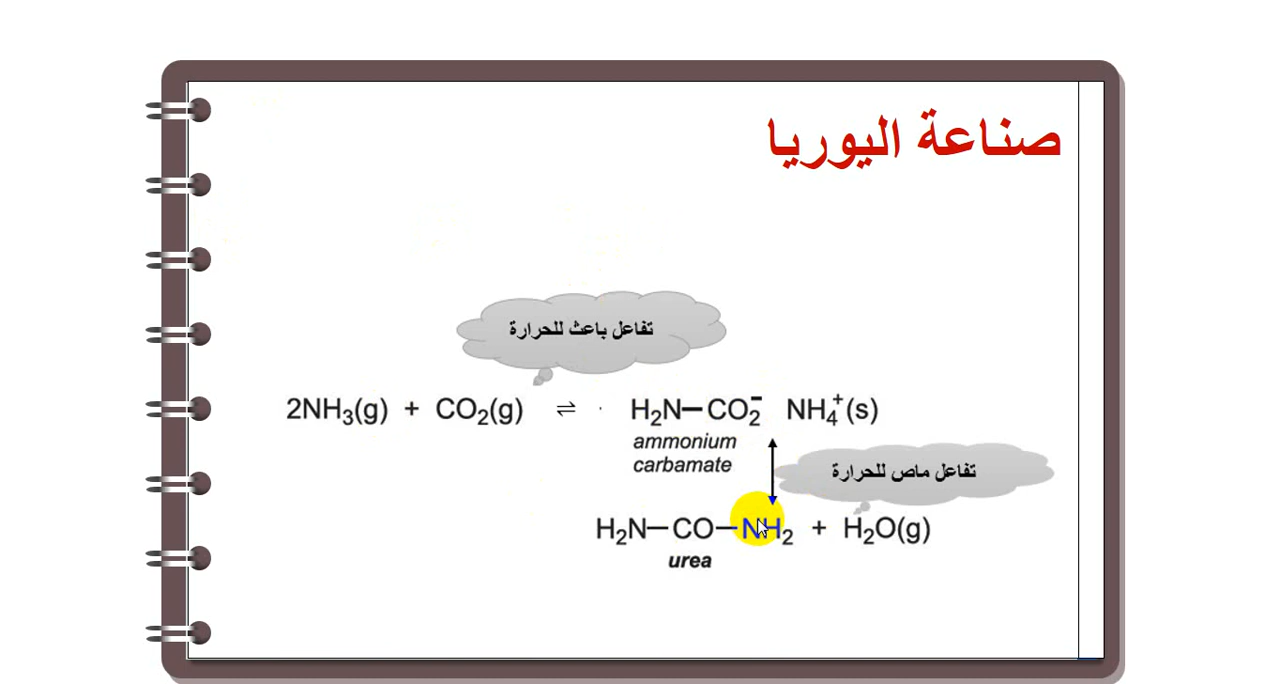 صناعة اليوريا
تفاعل باعث للحرارة
2NH₃(g) + CO₂(g) ⇌ H₂N–CO₂⁻ NH₄⁺(s)
ammonium
carbamate
تفاعل ماص للحرارة
H₂N–CO–NH₂ + H₂O(g)
urea